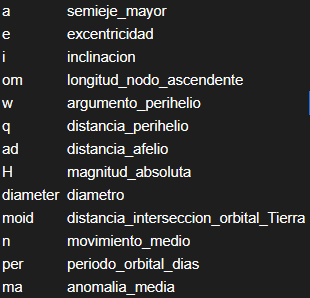 a semieje_mayor
e excentricidad
i inclinacion
om longitud_nodo_ascendente
w argumento_perihelio
q distancia_perihelio
ad distancia_afelio
H magnitud_absoluta
diameter diametro
moid distancia_interseccion_orbital_Tierra
n movimiento_medio
per periodo_orbital_dias
ma anomalia_media